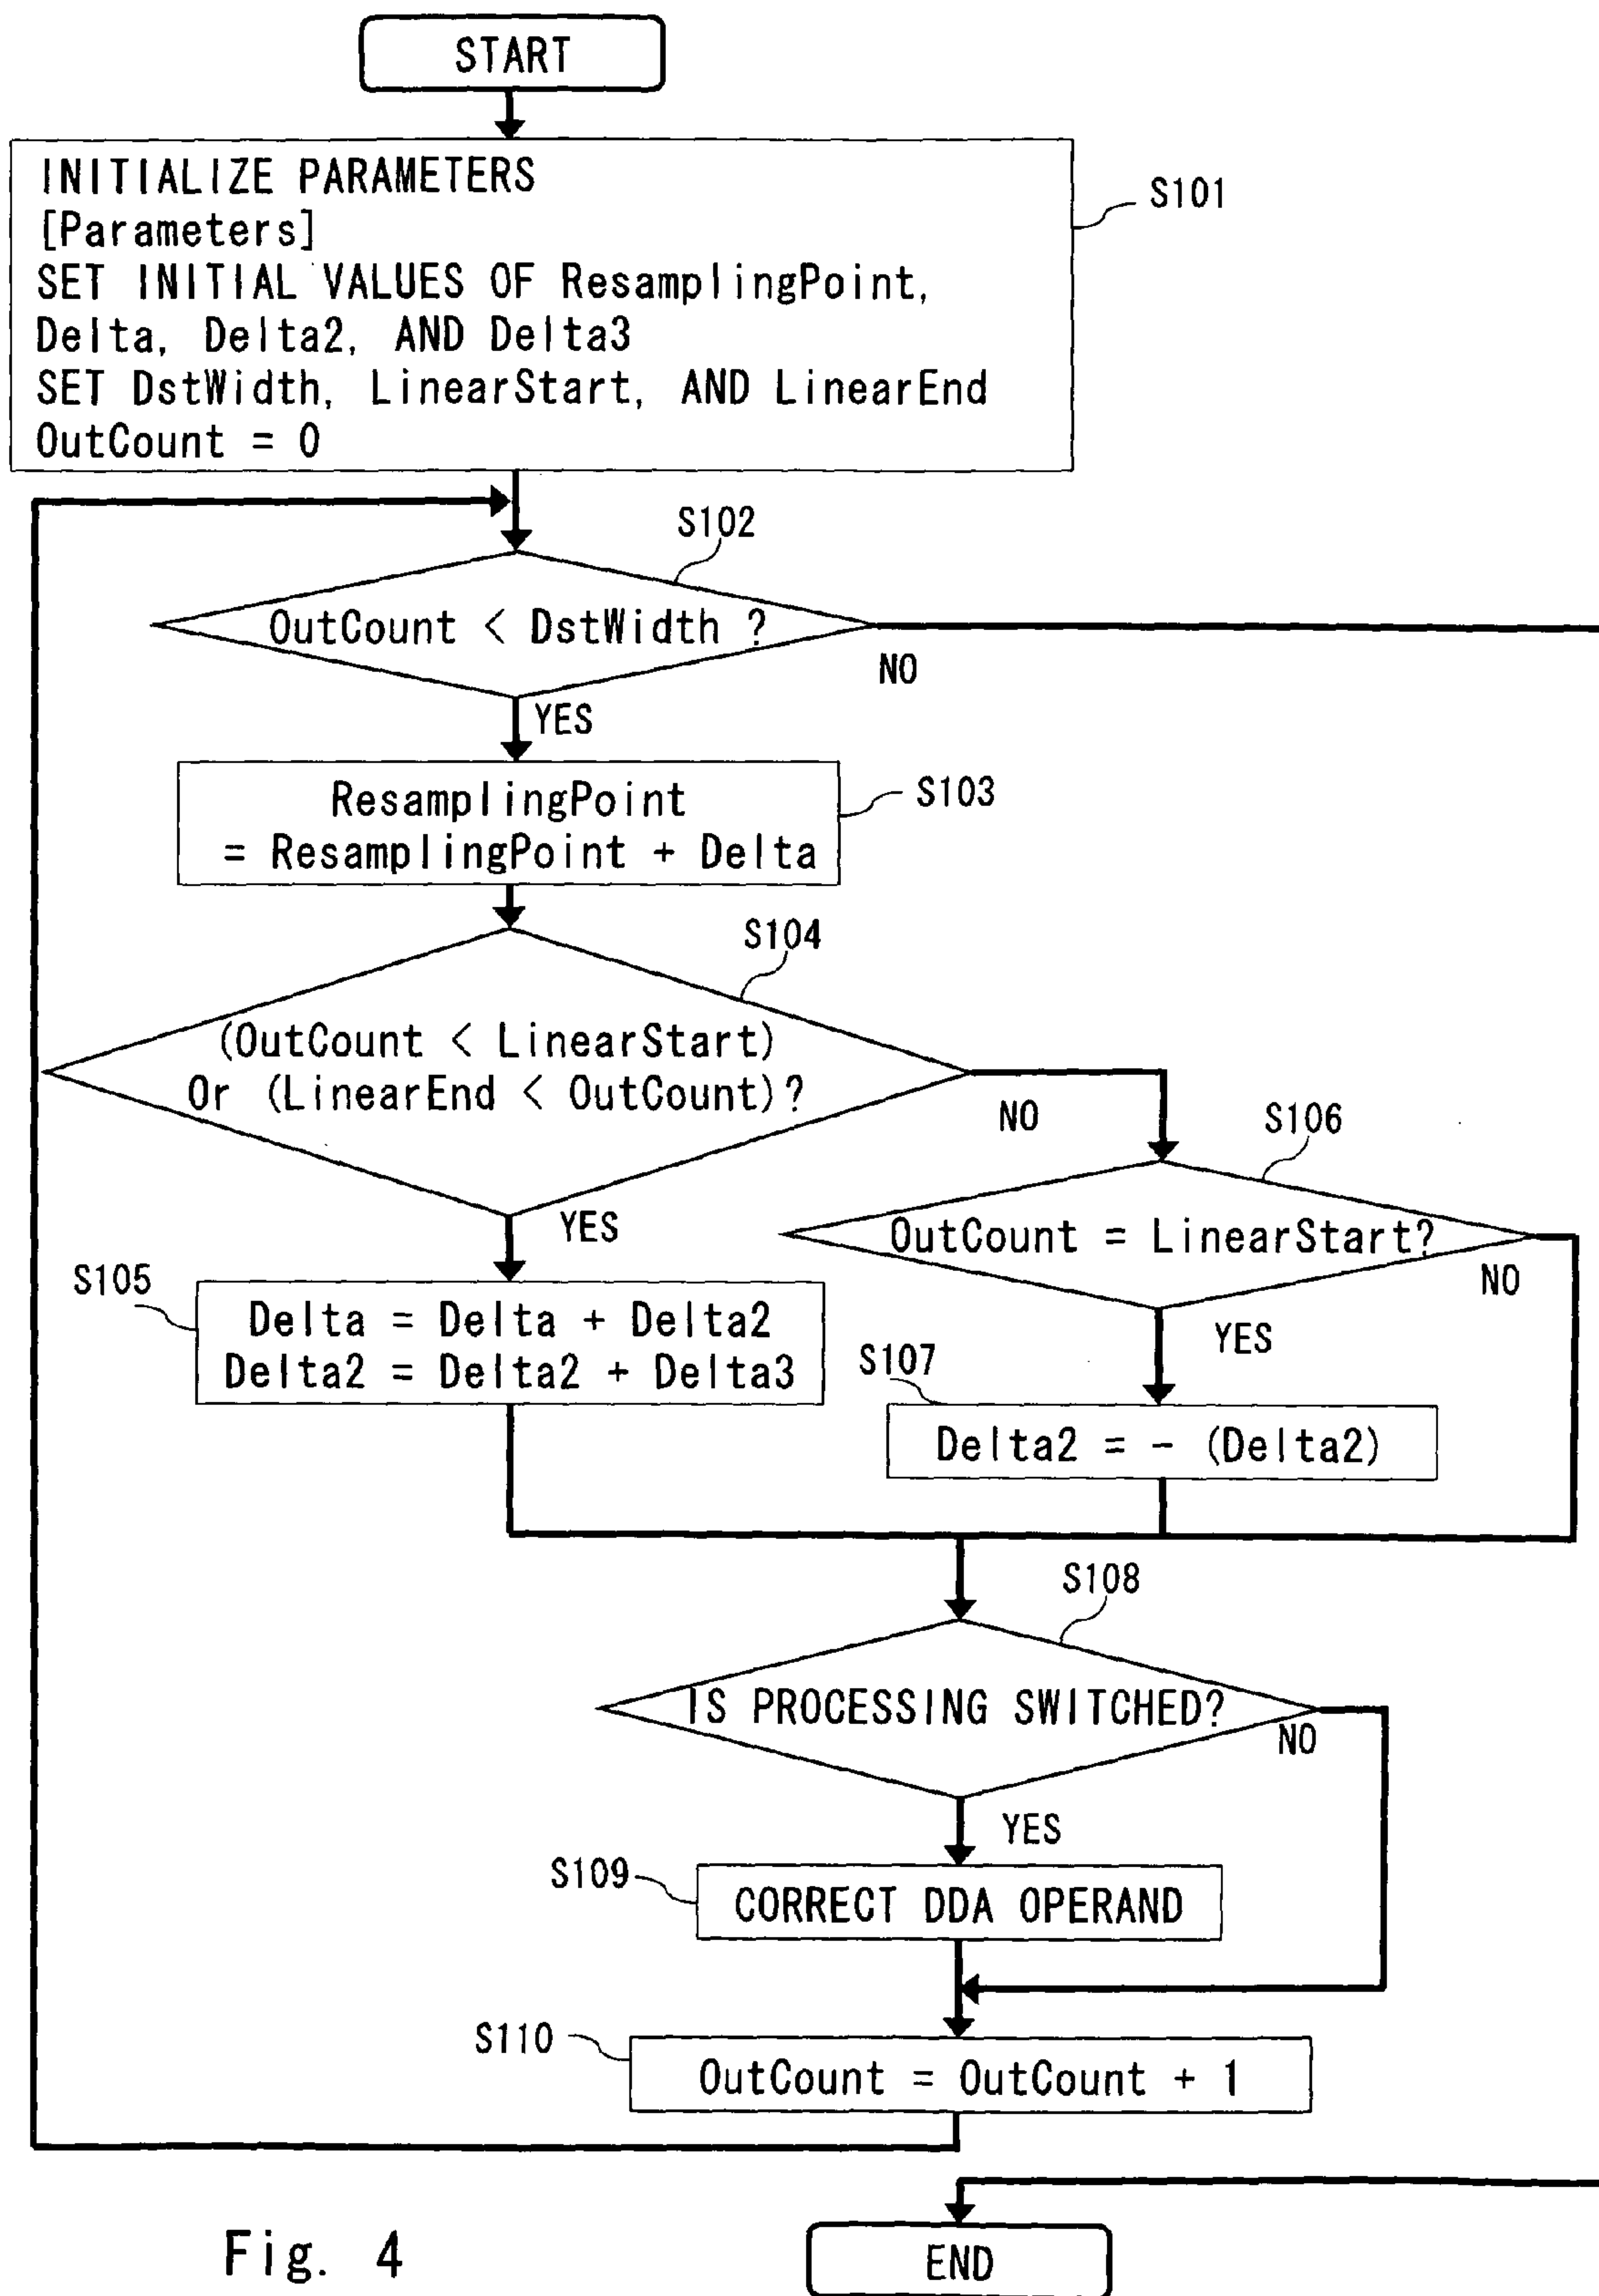 START
INITIALIZE PARAMETERS
[Parameters]
SET INITIAL VALUES OF ResamplingPoint,
Delta, Delta2, AND Delta3
SET DstWidth, LinearStart, AND LinearEnd
OutCount = 0
S101
S102
OutCount < DstWidth ?
NO
YES
ResamplingPoint
= ResamplingPoint + Delta
S103
S104
(OutCount < LinearStart)
Or (LinearEnd < OutCount)?
NO
YES
S105
Delta = Delta + Delta2
Delta2 = Delta2 + Delta3
S106
OutCount = LinearStart?
NO
YES
S107
Delta2 = - (Delta2)
S108
IS PROCESSING SWITCHED?
NO
YES
S109
CORRECT DDA OPERAND
S110
OutCount = OutCount + 1
END
Fig. 4